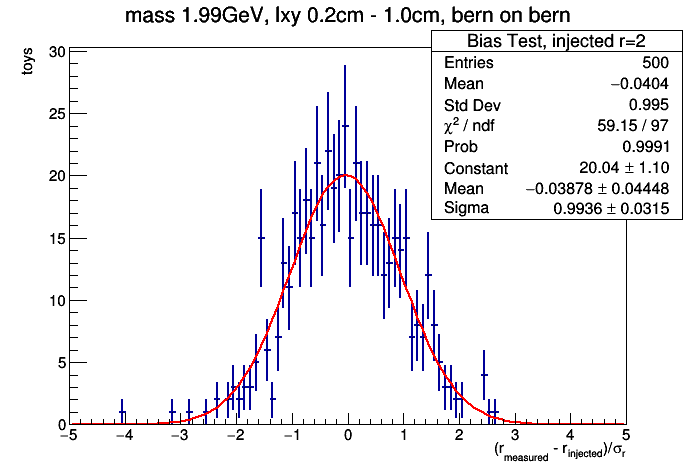 mass 1.99GeV, lxy 0.2cm - 1.0cm, bern on bern
Bias Test, injected r=2
Entries 500
Mean −0.0404
Std Dev 0.995
χ² / ndf 59.15 / 97
Prob 0.9991
Constant 20.04 ± 1.10
Mean −0.03878 ± 0.04448
Sigma 0.9936 ± 0.0315
toys
30
25
20
15
10
5
0
−5 −4 −3 −2 −1 0 1 2 3 4 5
(r_measured - r_injected)/σ_r